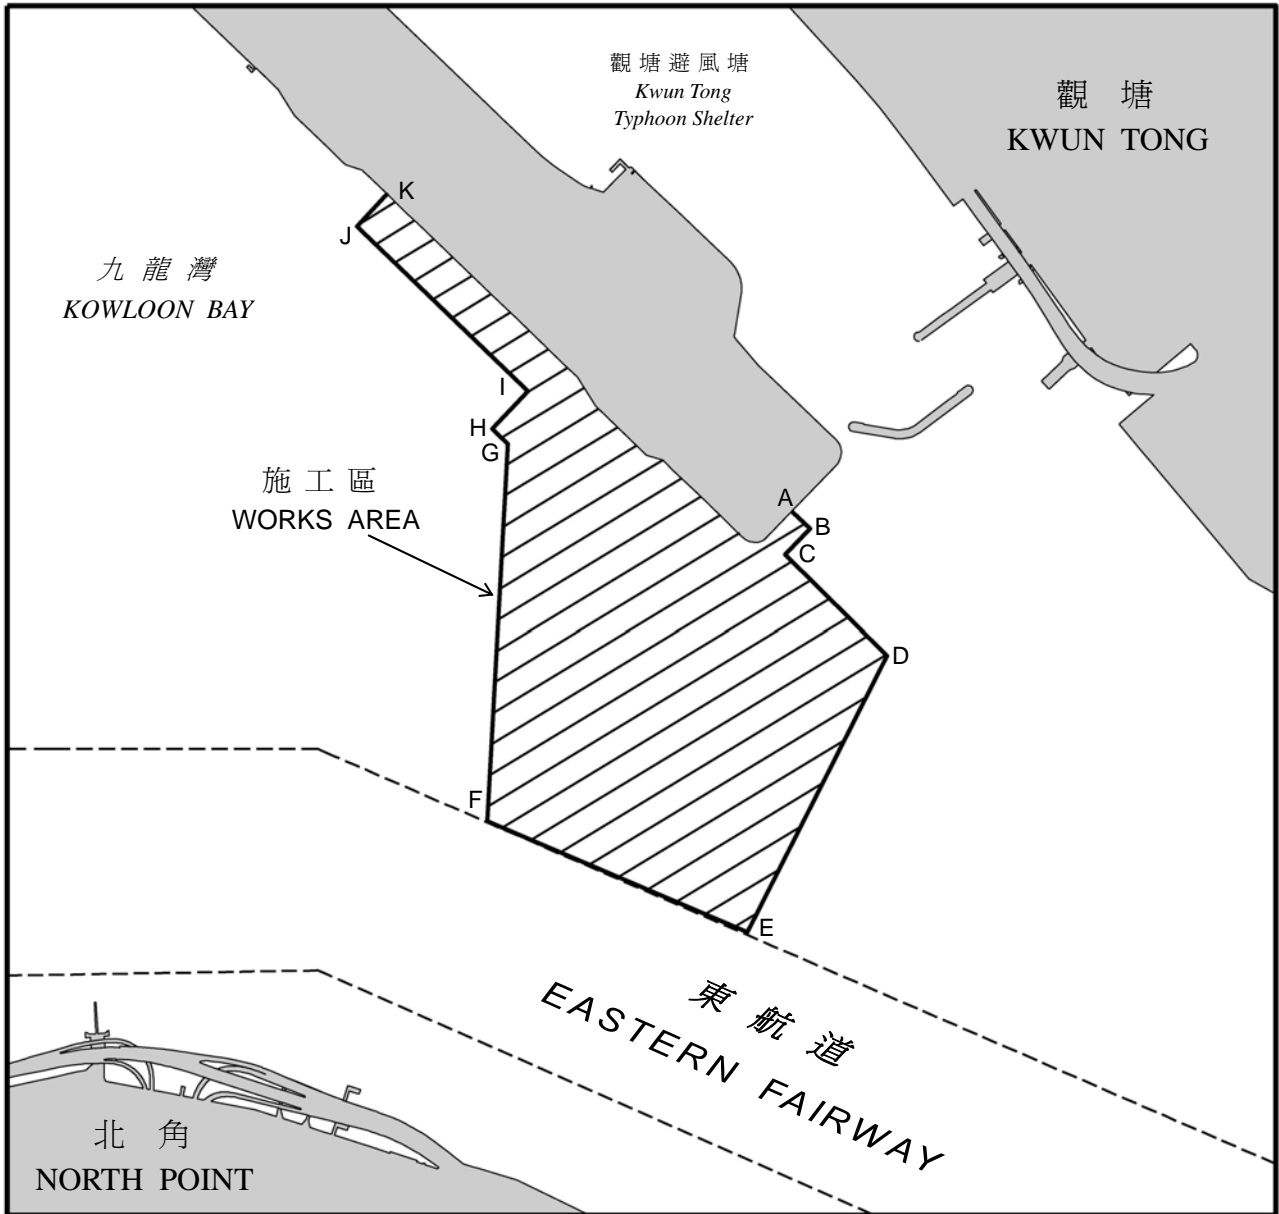 觀塘避風塘
Kwun Tong
Typhoon Shelter
觀 塘
KWUN TONG
K
J
九龍灣
KOWLOON BAY
I
H
G
施工區
WORKS AREA
A
B
C
D
F
E
東航道
EASTERN FAIRWAY
北 角
NORTH POINT